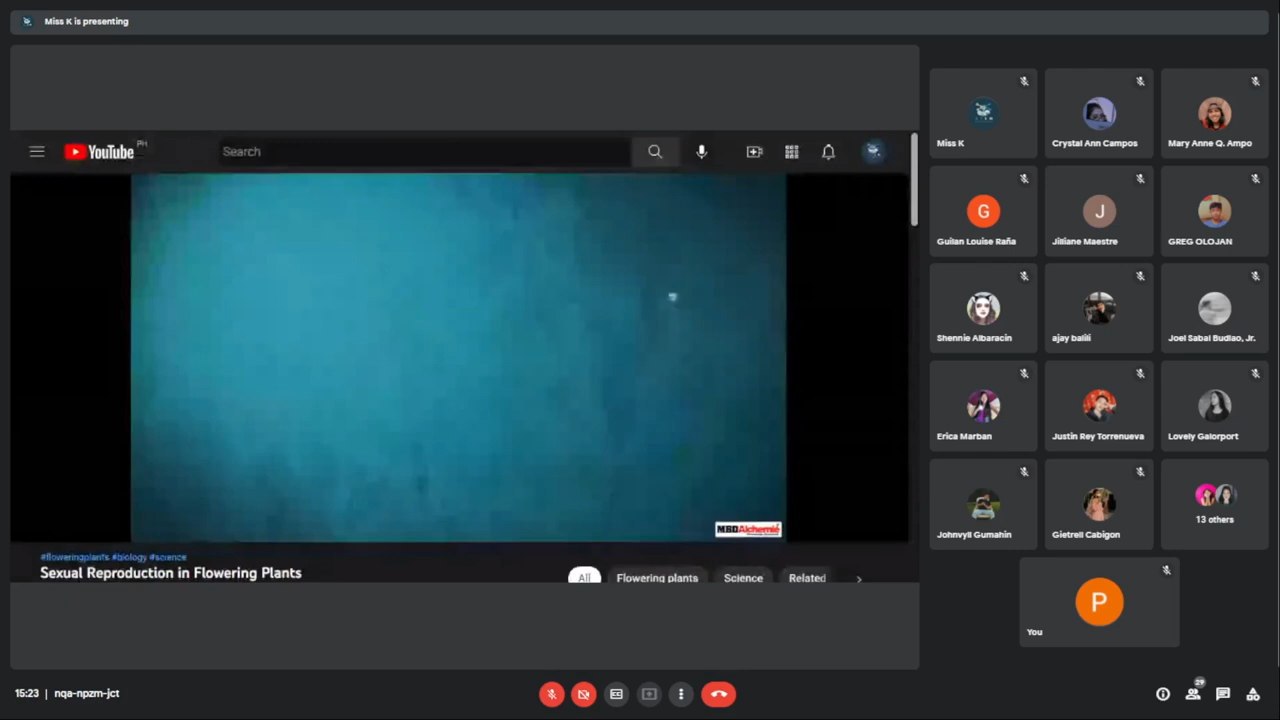 Miss K is presenting
YouTube PH
Search
MBDAlchemie
#floweringplants #biology #science
Sexual Reproduction in Flowering Plants
All
Flowering plants
Science
Related
Miss K
Crystal Ann Campos
Mary Anne Q. Ampo
G
Guilan Louise Raña
J
Jilliane Maestre
GREG OLOJAN
Shennie Albaracin
ajay balili
Joel Sabal Budlao, Jr.
Erica Marban
Justin Rey Torrenueva
Lovely Galorport
Johnvyll Gumahin
Gietrell Cabigon
13 others
P
You
15:23 | nqa-npzm-jct
29